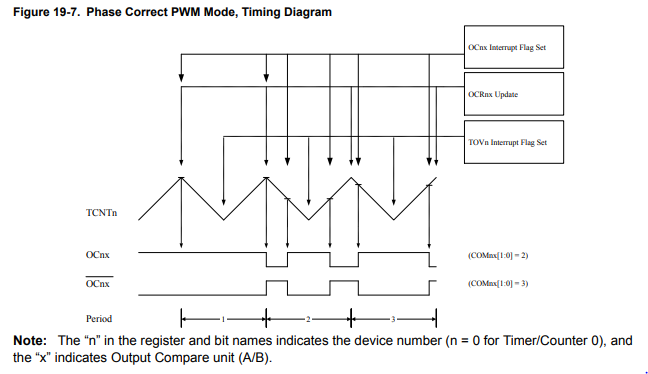 Figure 19-7. Phase Correct PWM Mode, Timing Diagram
OCnx Interrupt Flag Set
OCRnx Update
TOVn Interrupt Flag Set
TCNTn
OCnx
(COMnx[1:0] = 2)
OCnx
(COMnx[1:0] = 3)
Period
1
2
3
Note: The “n” in the register and bit names indicates the device number (n = 0 for Timer/Counter 0), and
the “x” indicates Output Compare unit (A/B).